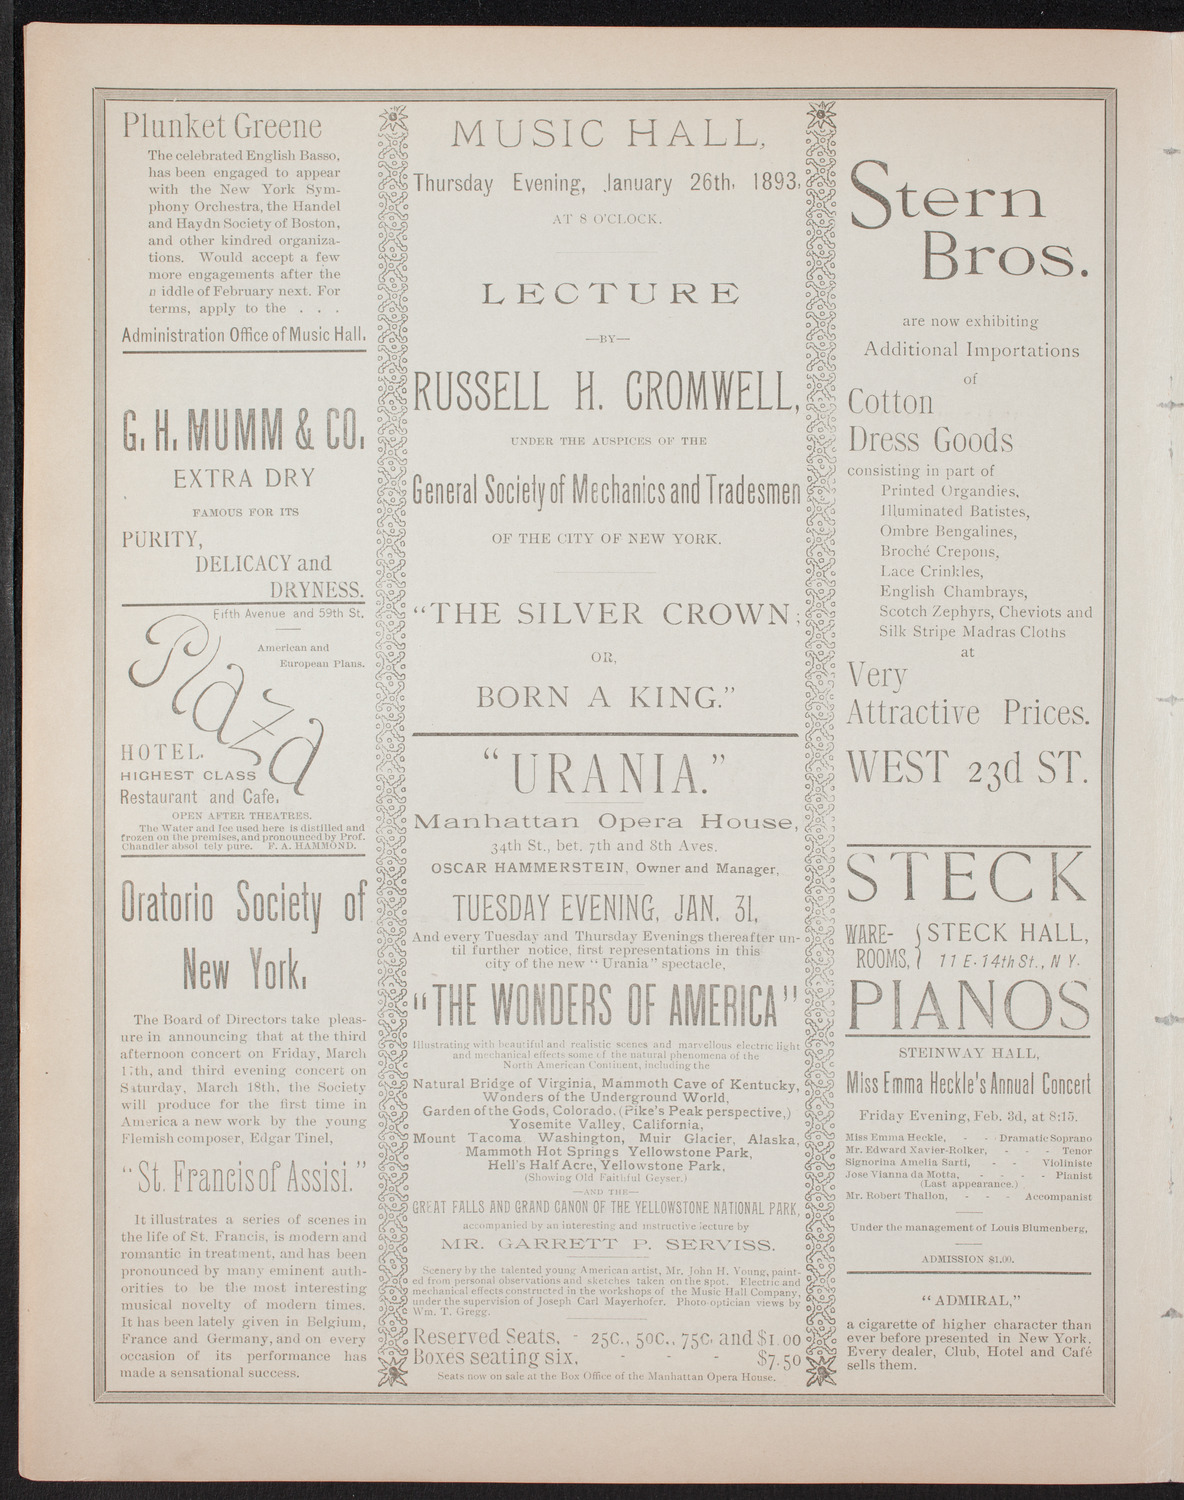 Plunket Greene
The celebrated English Basso,
has been engaged to appear
with the New York Sym-
phony Orchestra, the Handel
and Haydn Society of Boston,
and other kindred organiza-
tions. Would accept a few
more engagements after the
iddle of February next. For
terms, apply to the . . .
Administration Office of Music Hall.
G. H. MUMM & CO.
EXTRA DRY
FAMOUS FOR ITS
PURITY,
DELICACY and
DRYNESS.
Fifth Avenue and 59th St.
American and
European Plans.
Plaza
HOTEL.
HIGHEST CLASS
Restaurant and Cafe.
OPEN AFTER THEATRES.
The Water and Ice used here is distilled and
frozen on the premises, and pronounced by Prof.
Chandler absol tely pure. F. A. HAMMOND.
Oratorio Society of
New York.
The Board of Directors take pleas-
ure in announcing that at the third
afternoon concert on Friday, March
17th, and third evening concert on
Saturday, March 18th, the Society
will produce for the first time in
America a new work by the young
Flemish composer, Edgar Tinel,
"St. Francis of Assisi."
It illustrates a series of scenes in
the life of St. Francis, is modern and
romantic in treatment, and has been
pronounced by many eminent auth-
orities to be the most interesting
musical novelty of modern times.
It has been lately given in Belgium,
France and Germany, and on every
occasion of its performance has
made a sensational success.
MUSIC HALL,
Thursday Evening, January 26th, 1893,
AT 8 O'CLOCK.
LECTURE
—BY—
RUSSELL H. CROMWELL,
UNDER THE AUSPICES OF THE
General Society of Mechanics and Tradesmen
OF THE CITY OF NEW YORK.
"THE SILVER CROWN;
OR,
BORN A KING."
"URANIA."
Manhattan Opera House,
34th St., bet. 7th and 8th Aves.
OSCAR HAMMERSTEIN, Owner and Manager,
TUESDAY EVENING, JAN. 31,
And every Tuesday and Thursday Evenings thereafter un-
til further notice, first representations in this
city of the new "Urania" spectacle,
"THE WONDERS OF AMERICA"
Illustrating with beautiful and realistic scenes and marvellous electric light
and mechanical effects some of the natural phenomena of the
North American Continent, including the
Natural Bridge of Virginia, Mammoth Cave of Kentucky,
Wonders of the Underground World,
Garden of the Gods, Colorado, (Pike's Peak perspective,)
Yosemite Valley, California,
Mount Tacoma Washington, Muir Glacier, Alaska,
Mammoth Hot Springs Yellowstone Park,
Hell's Half Acre, Yellowstone Park,
(Showing Old Faithful Geyser.)
—AND THE—
GREAT FALLS AND GRAND CANON OF THE YELLOWSTONE NATIONAL PARK,
accompanied by an interesting and instructive lecture by
MR. GARRETT P. SERVISS.
Scenery by the talented young American artist, Mr. John H. Young, paint-
ed from personal observations and sketches taken on the spot. Electric and
mechanical effects constructed in the workshops of the Music Hall Company,
under the supervision of Joseph Carl Mayerhofer. Photo-optician views by
Wm. T. Gregg.
Reserved Seats, - 25c., 50c., 75c. and $1.00
Boxes seating six, - - $7.50
Seats now on sale at the Box Office of the Manhattan Opera House.
Stern
Bros.
are now exhibiting
Additional Importations
of
Cotton
Dress Goods
consisting in part of
Printed Organdies,
Illuminated Batistes,
Ombre Bengalines,
Broché Crepons,
Lace Crinkles,
English Chambrays,
Scotch Zephyrs, Cheviots and
Silk Stripe Madras Cloths
at
Very
Attractive Prices.
WEST 23d ST.
STECK
WARE-
ROOMS, { STECK HALL,
11 E. 14th St., N Y.
PIANOS
STEINWAY HALL,
Miss Emma Heckle's Annual Concert
Friday Evening, Feb. 3d, at 8:15.
Miss Emma Heckle, - - Dramatic Soprano
Mr. Edward Xavier-Rolker, - - - Tenor
Signorina Amelia Sarti, - - Violiniste
Jose Vianna da Motta, - - - - Pianist
(Last appearance.)
Mr. Robert Thallon, - - - Accompanist
Under the management of Louis Blumenberg,
ADMISSION $1.00.
"ADMIRAL,"
a cigarette of higher character than
ever before presented in New York.
Every dealer, Club, Hotel and Café
sells them.